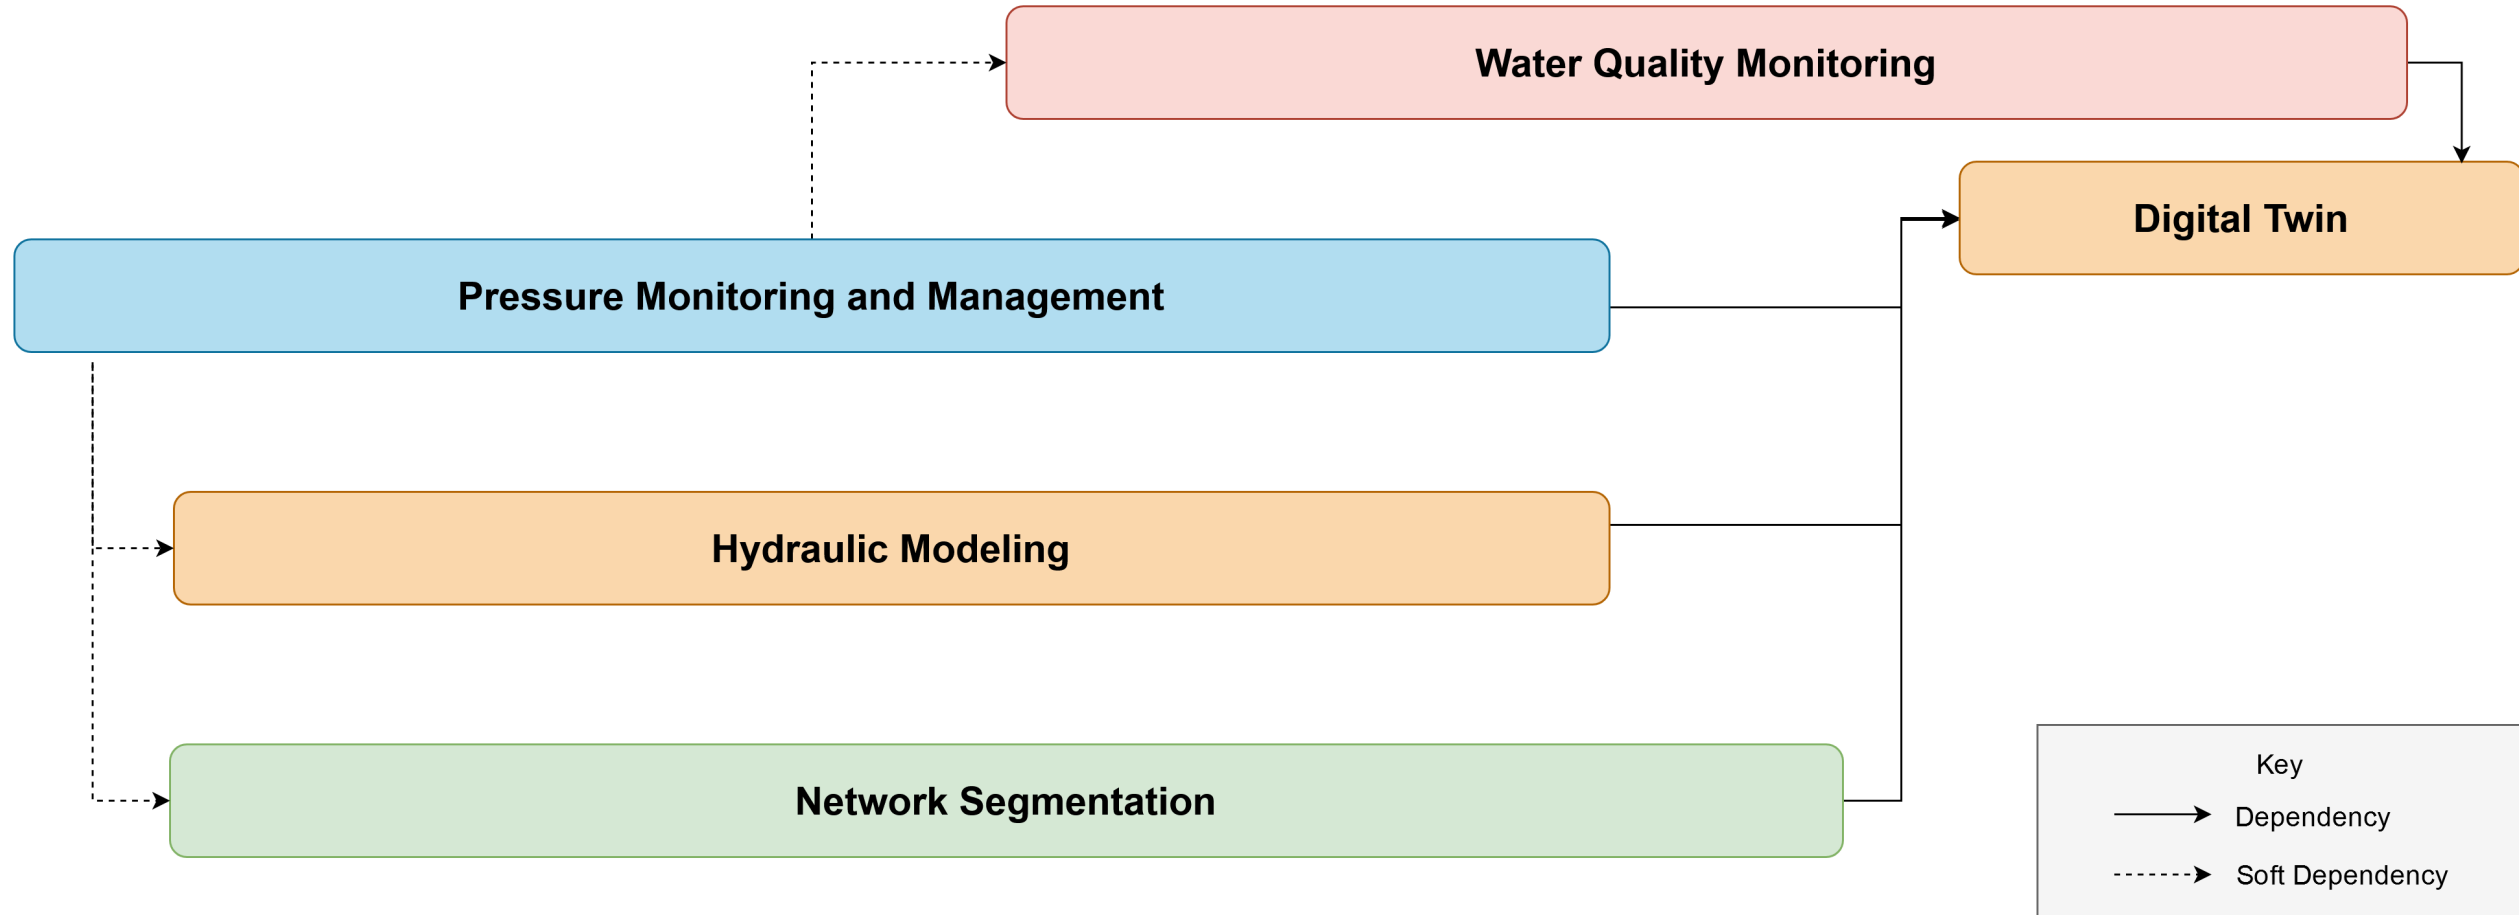 Water Quality Monitoring
Digital Twin
Pressure Monitoring and Management
Hydraulic Modeling
Network Segmentation
Key
Dependency
Soft Dependency